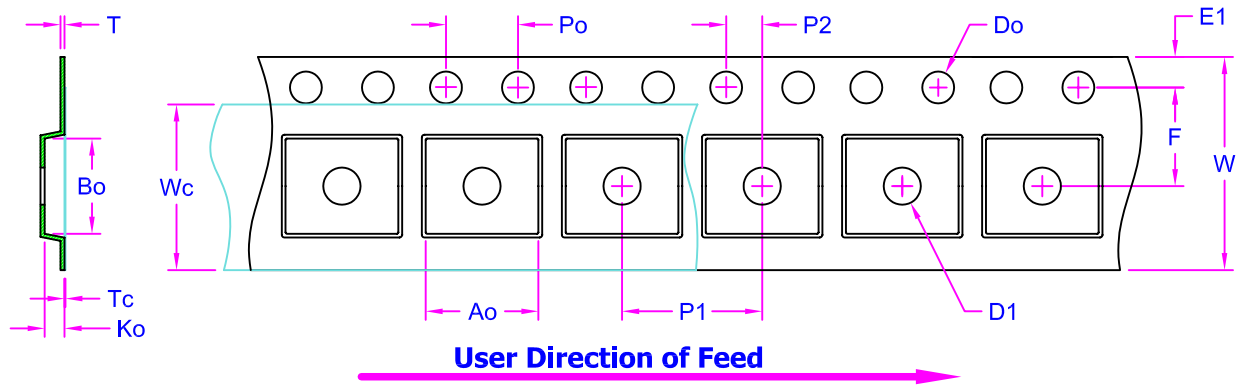 T
Po
P2
Do
E1
F
W
Wc
Bo
Tc
Ko
Ao
P1
D1
User Direction of Feed